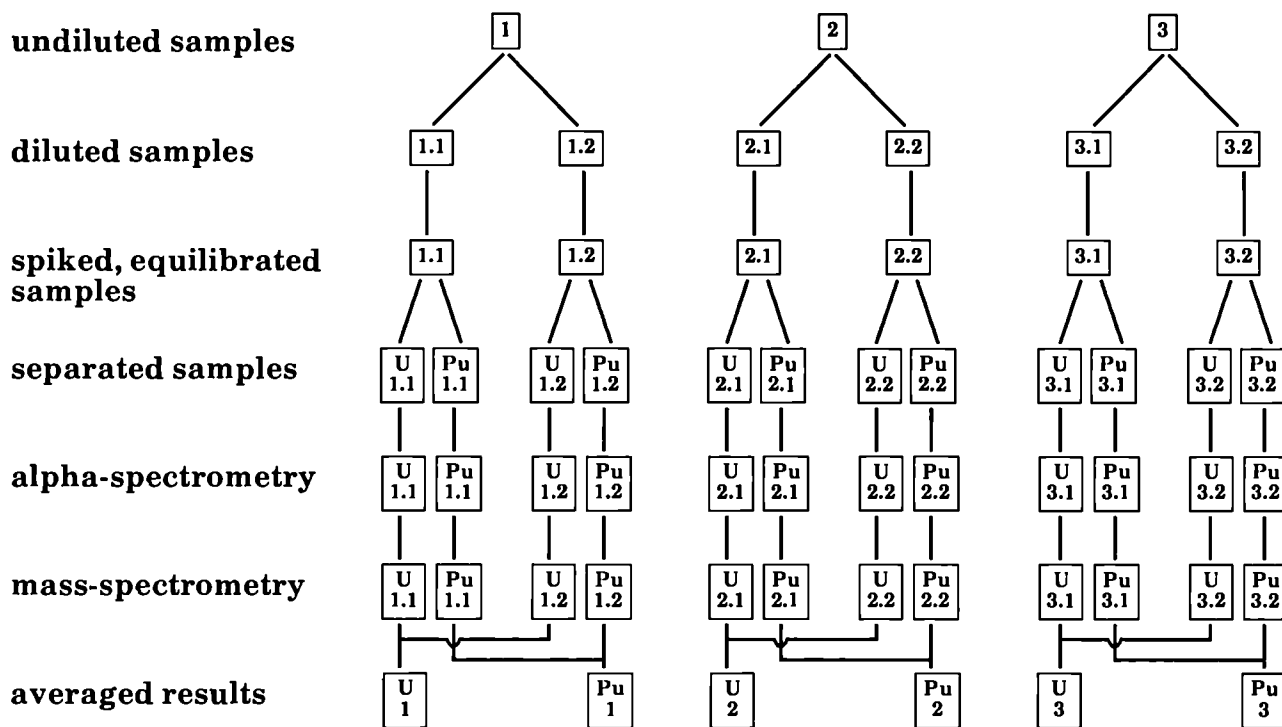 undiluted samples
1 2 3
diluted samples
1.1 1.2 2.1 2.2 3.1 3.2
spiked, equilibrated
samples
1.1 1.2 2.1 2.2 3.1 3.2
separated samples
U Pu U Pu U Pu U Pu U Pu U Pu
1.1 1.1 1.2 1.2 2.1 2.1 2.2 2.2 3.1 3.1 3.2 3.2
alpha-spectrometry
U Pu U Pu U Pu U Pu U Pu U Pu
1.1 1.1 1.2 1.2 2.1 2.1 2.2 2.2 3.1 3.1 3.2 3.2
mass-spectrometry
U Pu U Pu U Pu U Pu U Pu U Pu
1.1 1.1 1.2 1.2 2.1 2.1 2.2 2.2 3.1 3.1 3.2 3.2
averaged results
U Pu U Pu U Pu
1 1 2 2 3 3